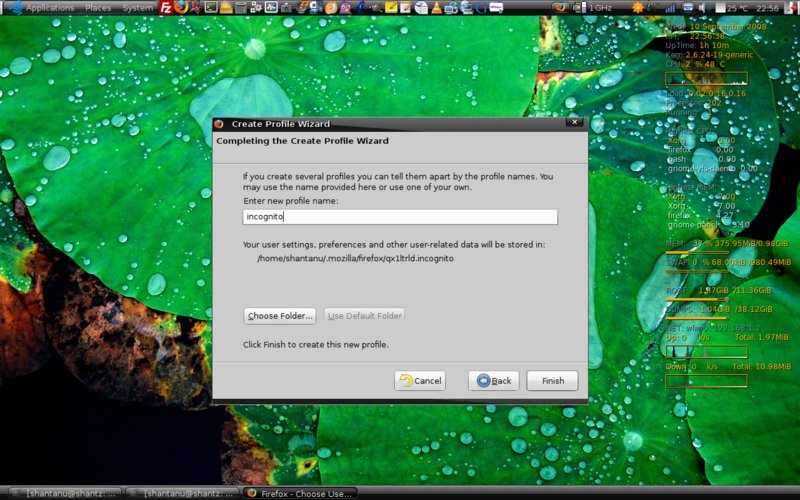 Applications Places System
1 GHz
25 °C
22:56
Wed, 10 September 2008
22:56:38
UpTime: 1h 10m
Kern:2.6.24-19-generic
CPU: 2 % 48 C
Load: 0.02 0.16 0.16
Processes: 202
Running:
Highest CPU:
Xorg 0.00
firefox 0.00
bash 0.00
gnome-vfs-daemo 0.00
Highest MEM:
Xorg 7.00
Xorg 7.00
firefox 4.27
gnome-panel 3.10
MEM: 37 % 375.95MiB/0.98GiB
SWAP: 0 % 68.00KiB/980.49MiB
ROOT: 1.87GiB /11.36GiB
1.04GiB /38.12GiB
NET: wlan0: 192.168.1.2
Up: 0 k/s Total: 1.97MiB
Down: 0 k/s Total: 10.98MiB
Create Profile Wizard
Completing the Create Profile Wizard
If you create several profiles you can tell them apart by the profile names. You
may use the name provided here or use one of your own.
Enter new profile name:
incognito
Your user settings, preferences and other user-related data will be stored in:
/home/shantanu/.mozilla/firefox/qx1ltrld.incognito
Choose Folder... Use Default Folder
Click Finish to create this new profile.
Cancel Back Finish
[shantanu@shantz: ... [shantanu@shantz: ... Firefox - Choose Use...